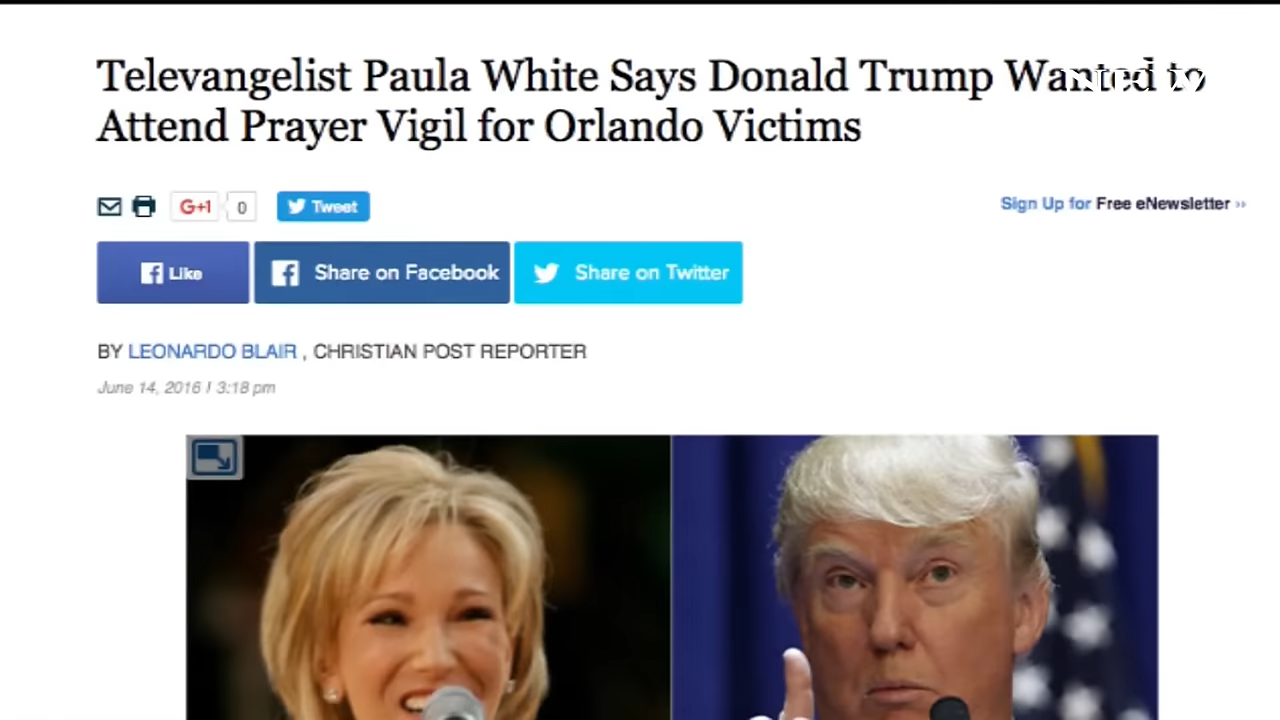 Televangelist Paula White Says Donald Trump Wanted to
Attend Prayer Vigil for Orlando Victims
G+1 0 Tweet
Sign Up for Free eNewsletter ››
Like Share on Facebook Share on Twitter
BY LEONARDO BLAIR , CHRISTIAN POST REPORTER
June 14, 2016 | 3:18 pm